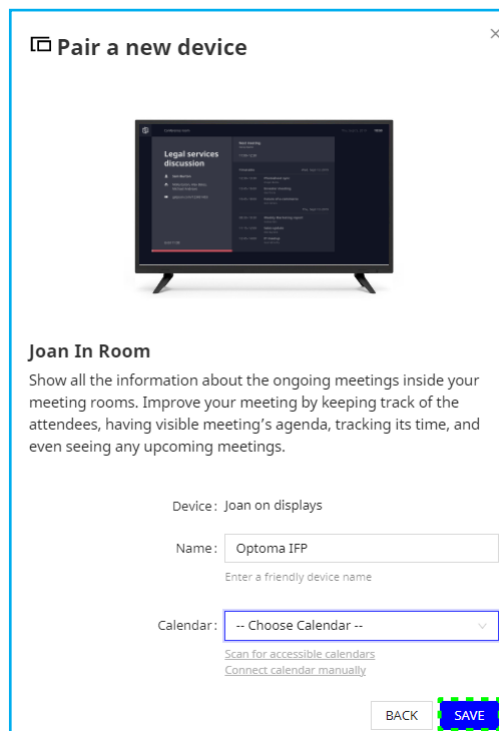 Pair a new device
Legal services
discussion
Joan In Room
Show all the information about the ongoing meetings inside your
meeting rooms. Improve your meeting by keeping track of the
attendees, having visible meeting’s agenda, tracking its time, and
even seeing any upcoming meetings.
Device: Joan on displays
Name: Optoma IFP
Enter a friendly device name
Calendar: -- Choose Calendar --
Scan for accessible calendars
Connect calendar manually
BACK SAVE